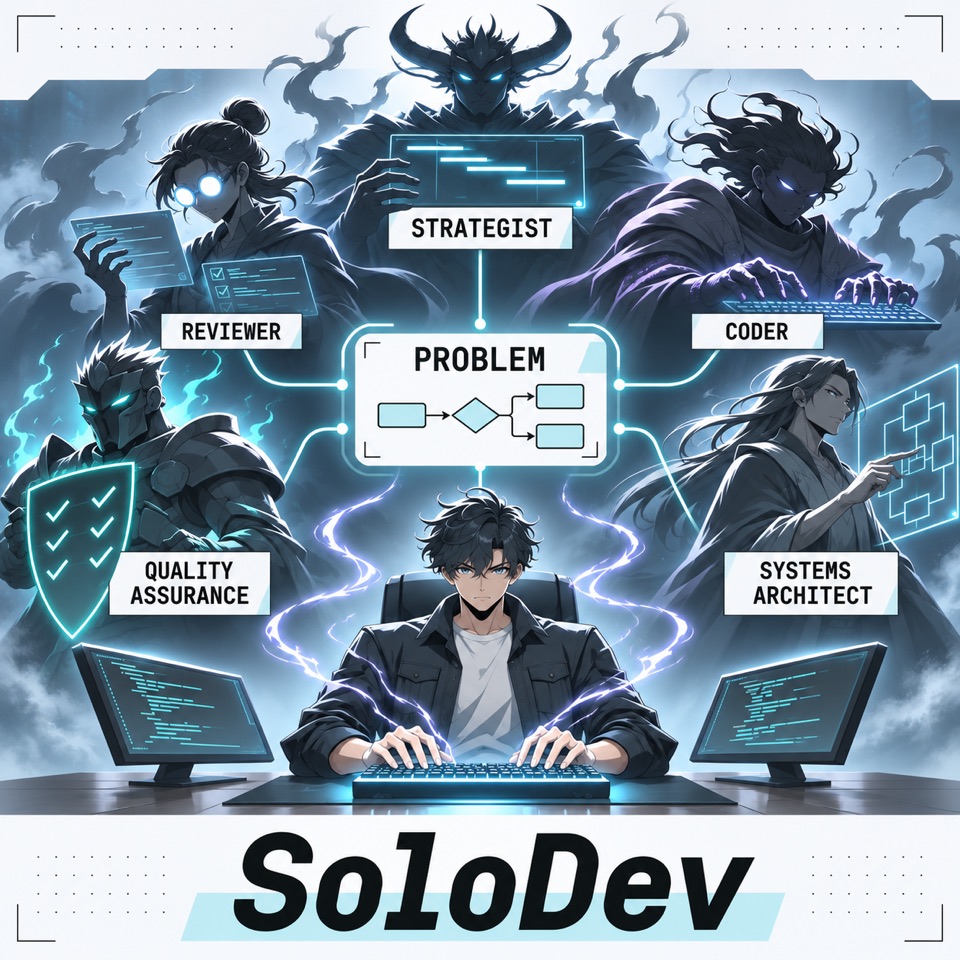 STRATEGIST
REVIEWER
CODER
PROBLEM
QUALITY
ASSURANCE
SYSTEMS
ARCHITECT
SoloDev